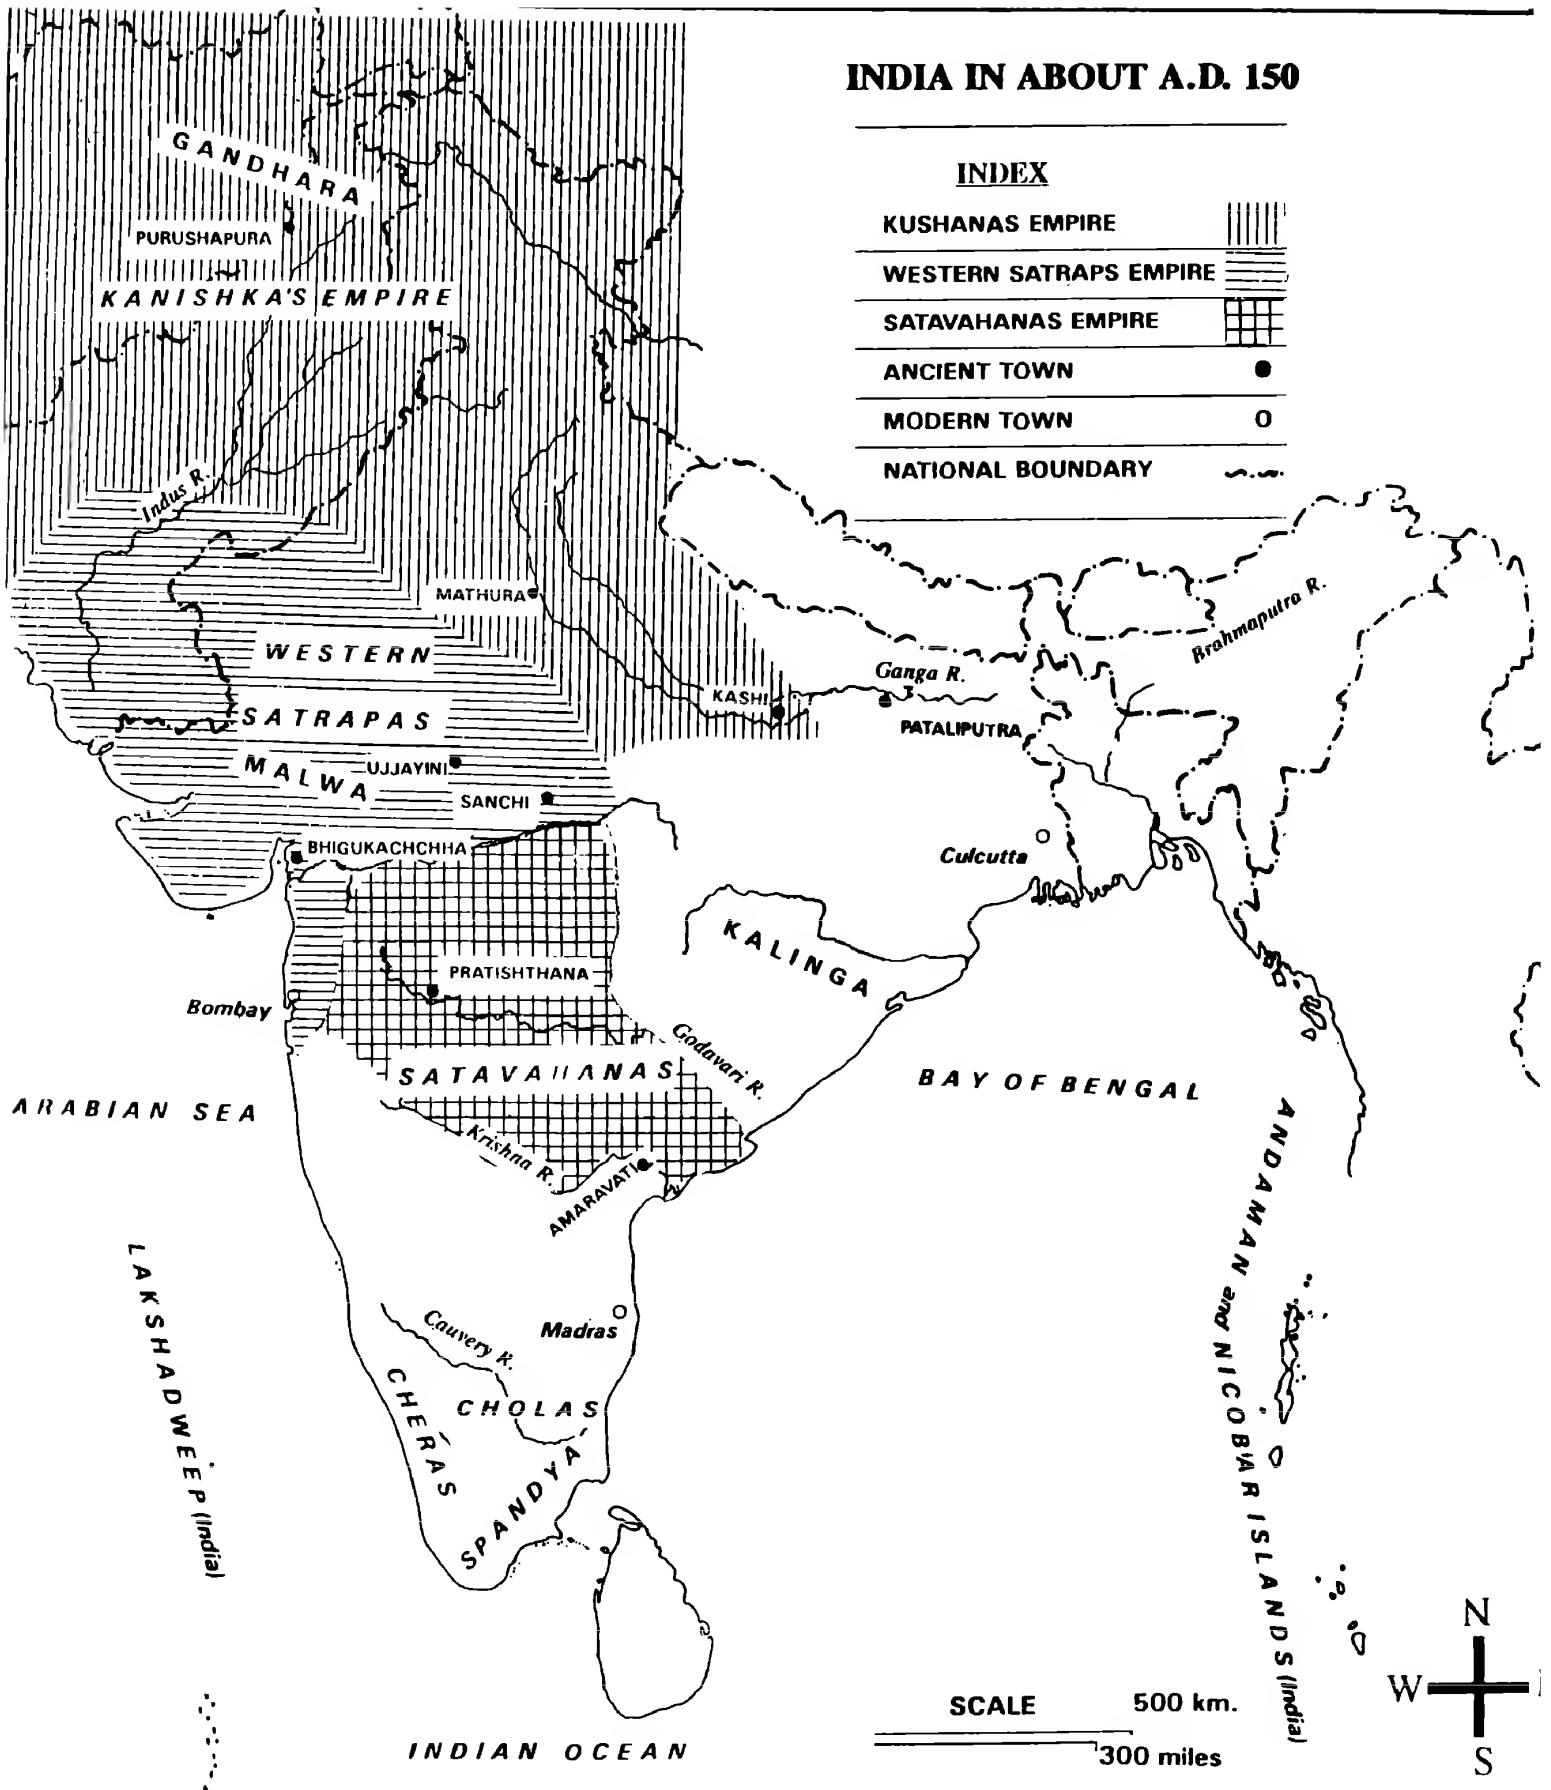 INDIA IN ABOUT A.D. 150
INDEX
KUSHANAS EMPIRE
WESTERN SATRAPS EMPIRE
SATAVAHANAS EMPIRE
ANCIENT TOWN
MODERN TOWN
NATIONAL BOUNDARY
GANDHARA
PURUSHAPURA
KANISHKA'S EMPIRE
Indus R.
MATHURA
WESTERN
SATRAPAS
MALWA
UJJAYINI
SANCHI
BHIGUKACHCHHA
KASHI
Ganga R.
PATALIPUTRA
Brahmaputra R.
Culcutta
KALINGA
PRATISHTHANA
Bombay
Godavari R.
SATAVAHANAS
BAY OF BENGAL
ARABIAN SEA
Krishna R.
AMARAVATI
LAKSHADWEEP (India)
ANDAMAN and NICOBAR ISLANDS (India)
Cauvery R.
Madras
CHERAS
CHOLAS
SPANDYA
INDIAN OCEAN
SCALE 500 km.
300 miles
N
W
S